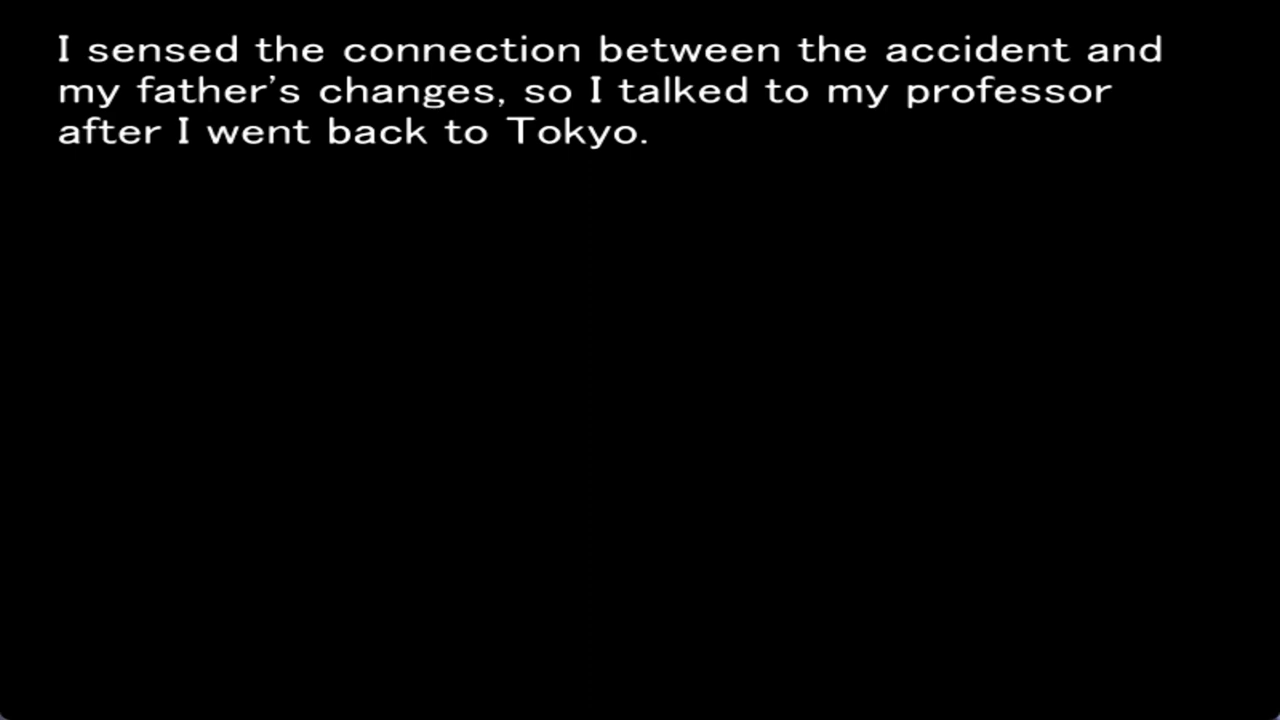 I sensed the connection between the accident and
my father’s changes, so I talked to my professor
after I went back to Tokyo.